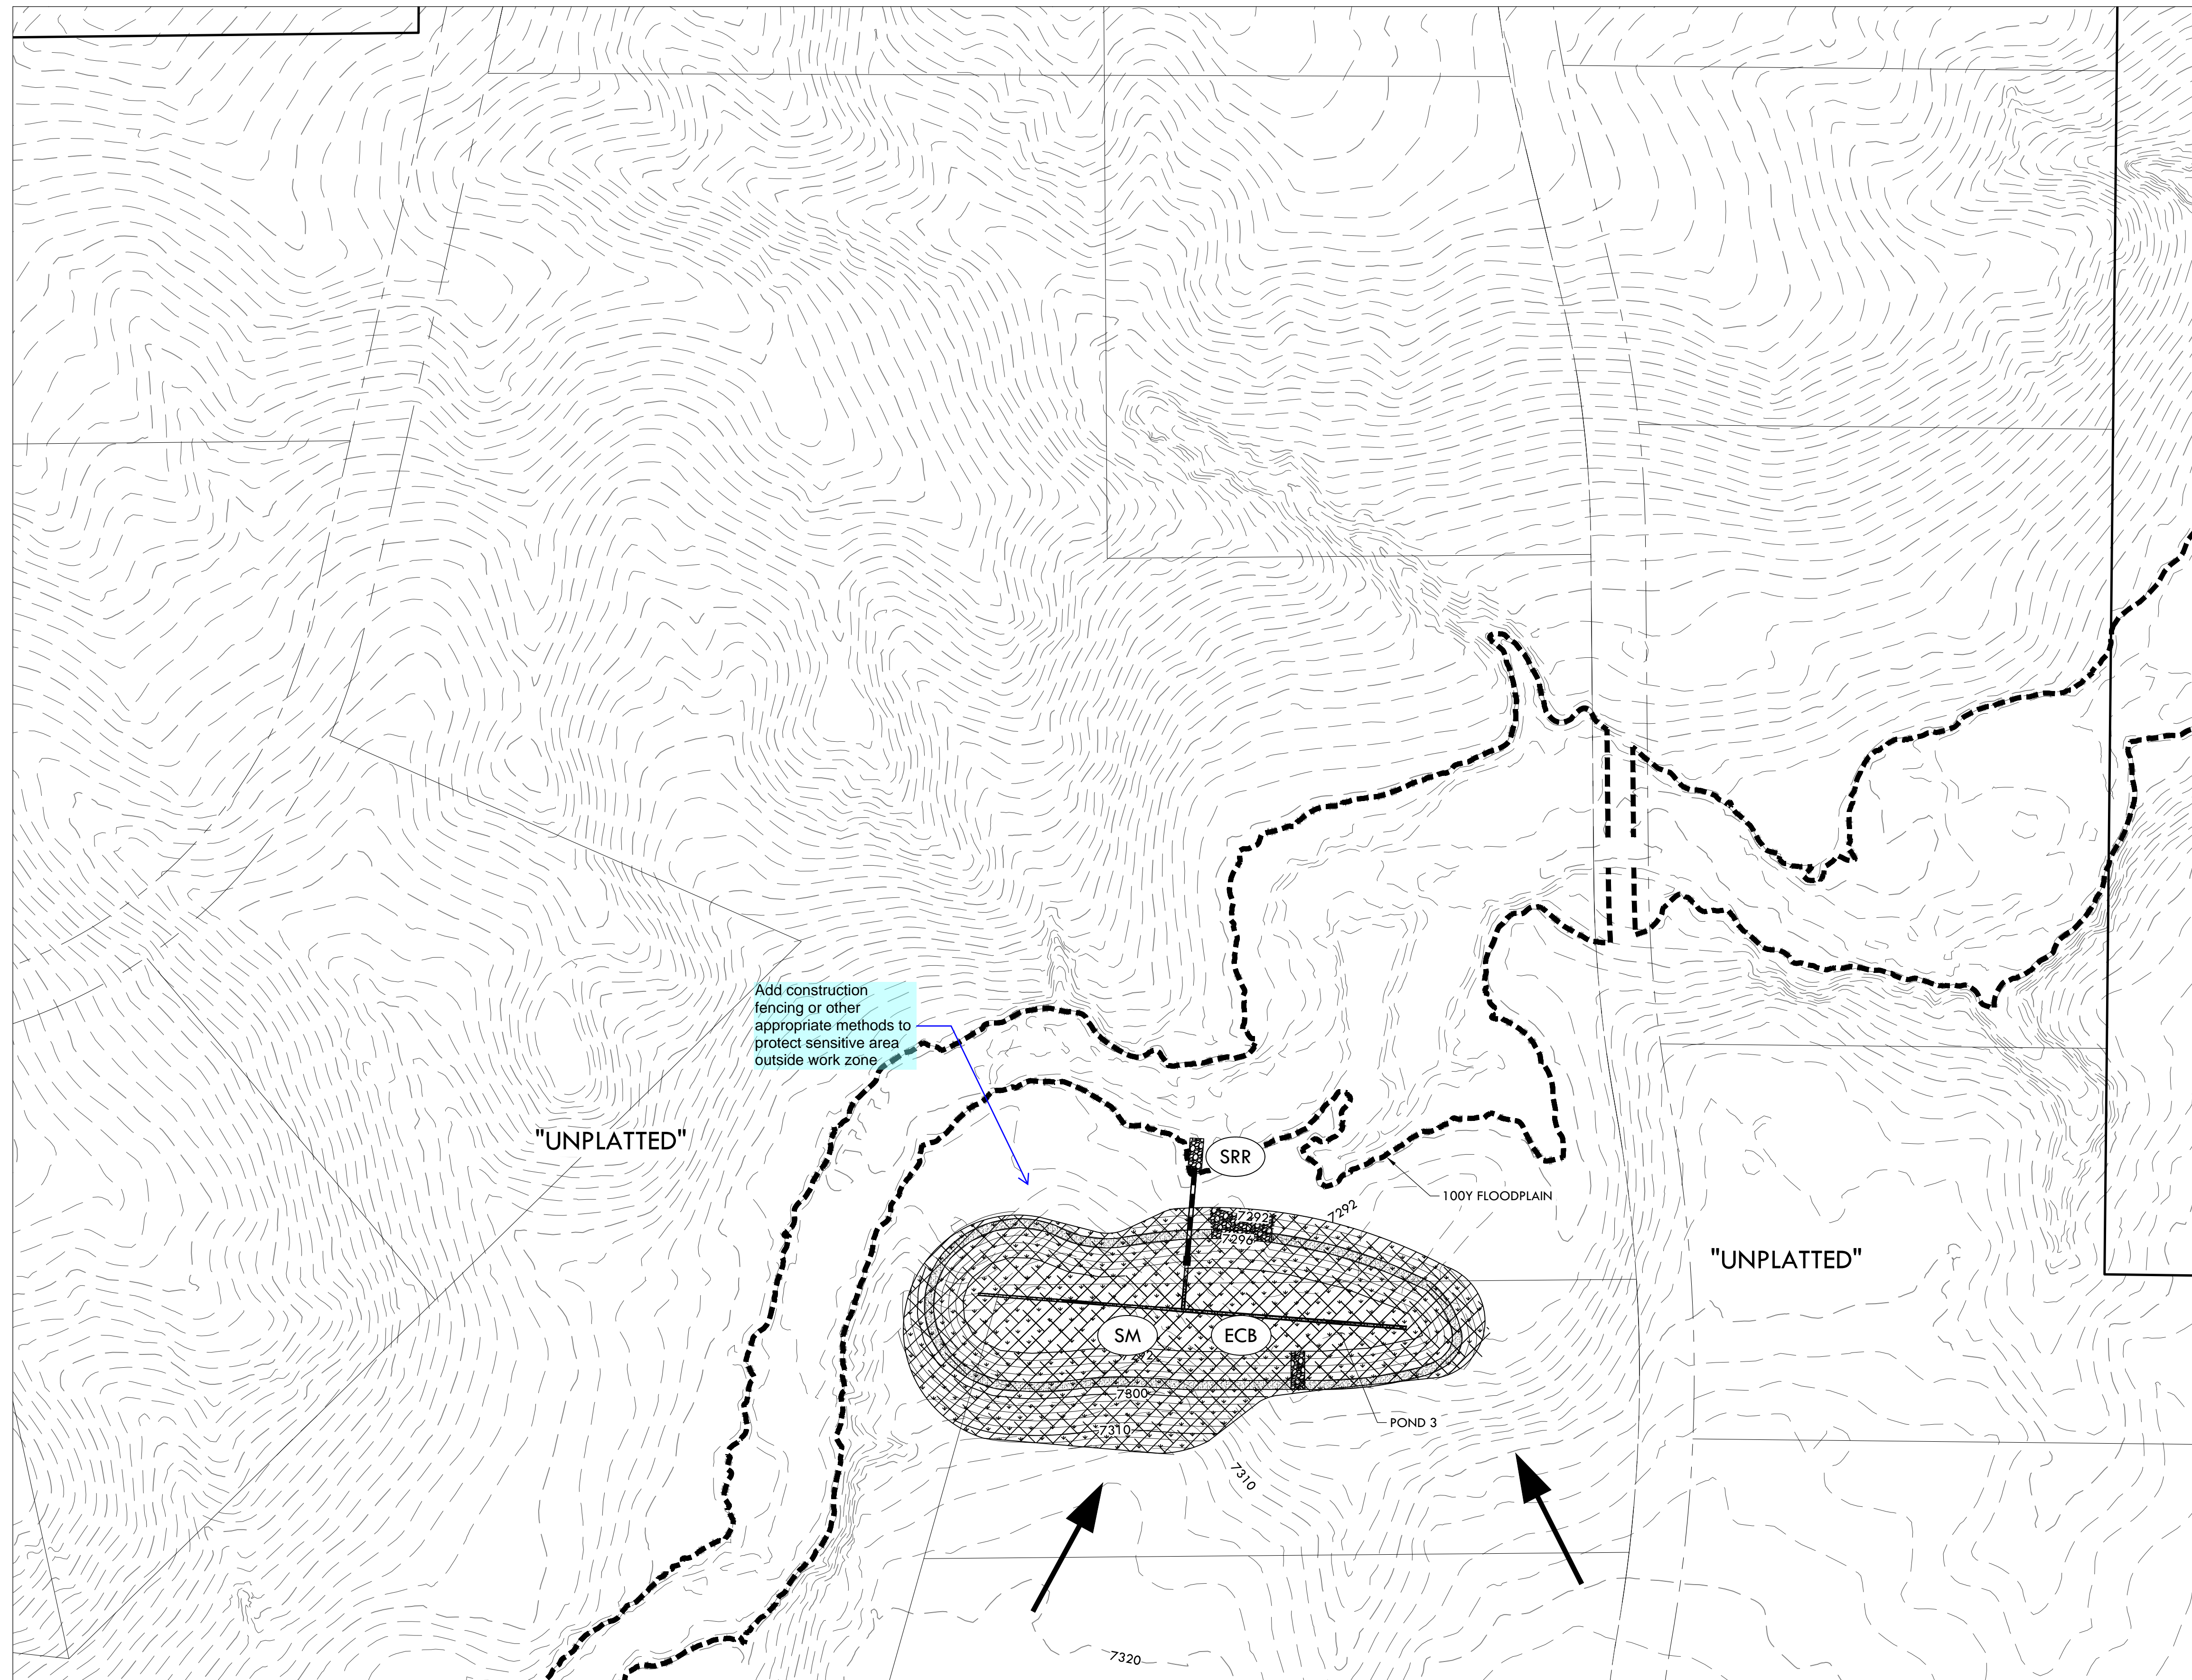 Add construction
fencing or other
appropriate methods to
protect sensitive area
outside work zone
"UNPLATTED"
SRR
100Y FLOODPLAIN
7292
7292
7296
"UNPLATTED"
SM
ECB
7300
POND 3
7310
7310
7320